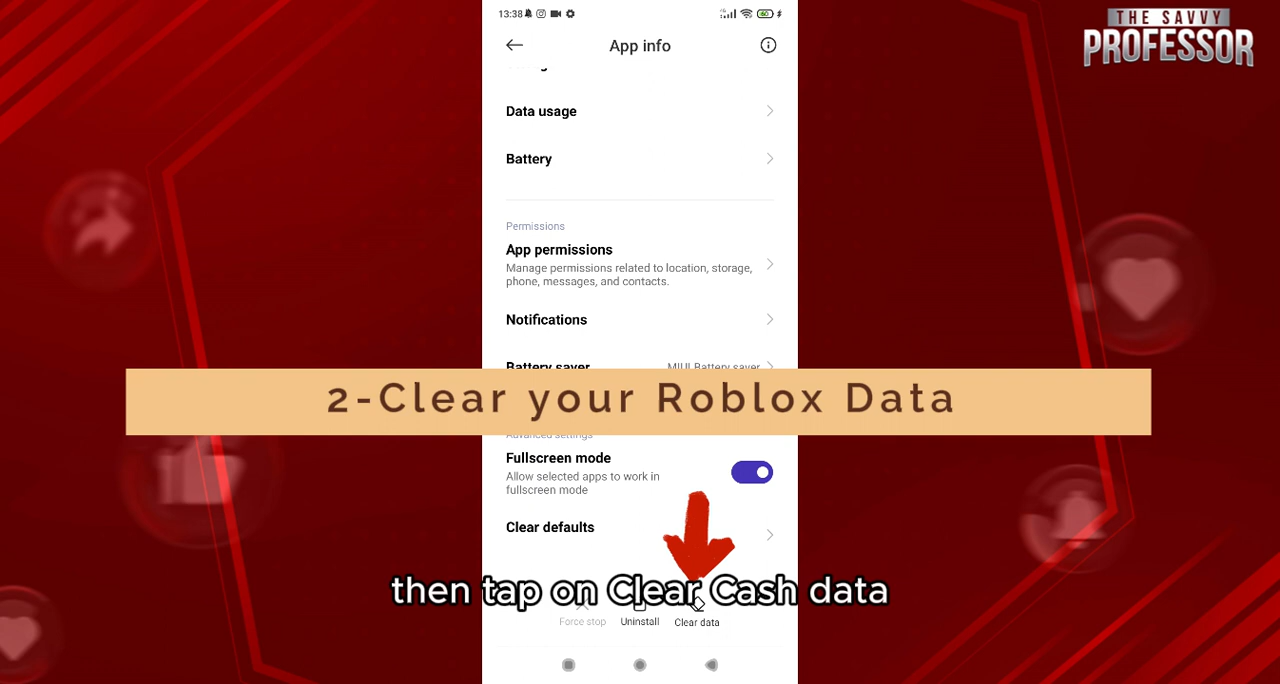 13:38
App info
THE SAVVY
PROFESSOR
Data usage
Battery
Permissions
App permissions
Manage permissions related to location, storage,
phone, messages, and contacts.
Notifications
Battery saver MIUI Battery saver
2-Clear your Roblox Data
Advanced settings
Fullscreen mode
Allow selected apps to work in
fullscreen mode
Clear defaults
then tap on Clear Cash data
Force stop Uninstall Clear data